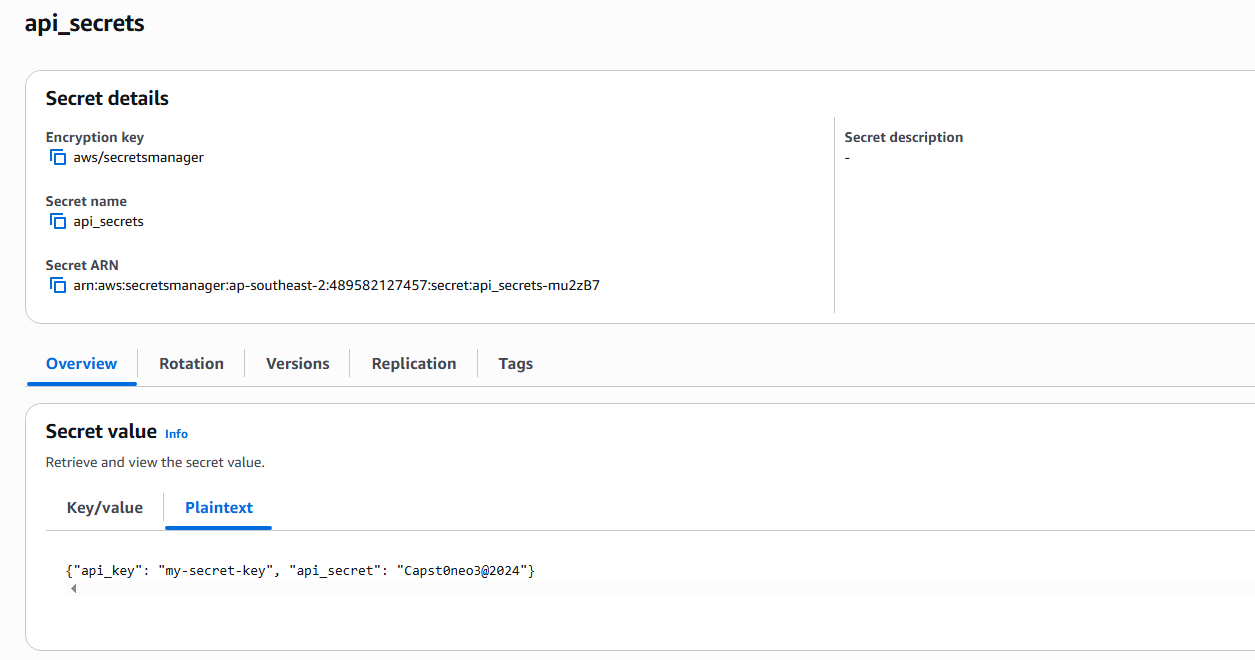 api_secrets
Secret details
Encryption key
aws/secretsmanager
Secret description
-
Secret name
api_secrets
Secret ARN
arn:aws:secretsmanager:ap-southeast-2:489582127457:secret:api_secrets-mu2zB7
Overview
Rotation
Versions
Replication
Tags
Secret value Info
Retrieve and view the secret value.
Key/value
Plaintext
{"api_key": "my-secret-key", "api_secret": "Capst0neo3@2024"}